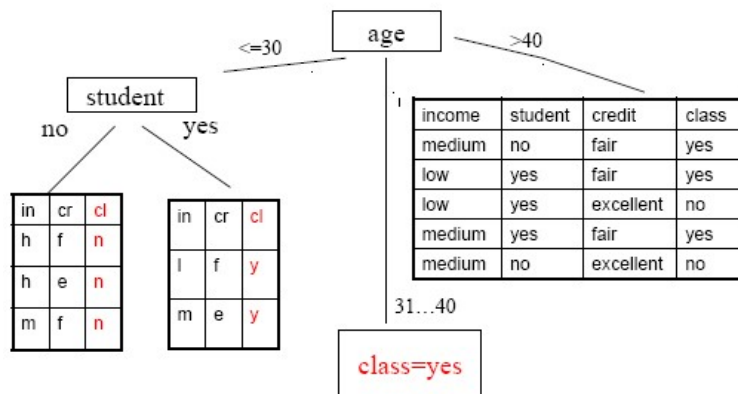 age
<=30
>40
student
no
yes
income student credit class
medium no fair yes
low yes fair yes
low yes excellent no
medium yes fair yes
medium no excellent no
in cr cl
h f n
h e n
m f n
in cr cl
l f y
m e y
31...40
class=yes